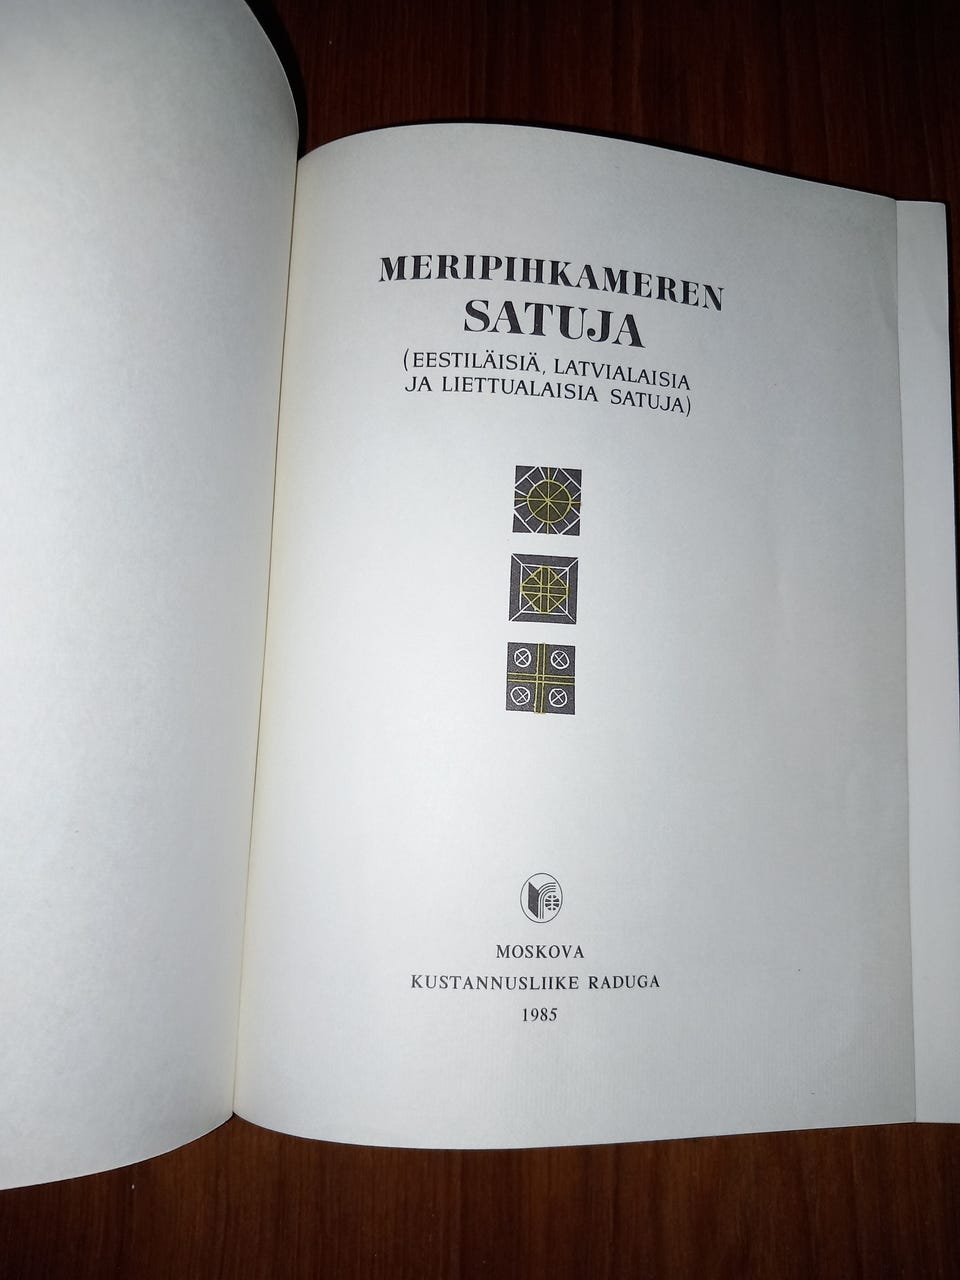 MERIPIHKAMEREN
SATUJA
(EESTILÄISIÄ, LATVIALAISIA
JA LIETTUALAISIA SATUJA)
MOSKOVA
KUSTANNUSLIIKE RADUGA
1985